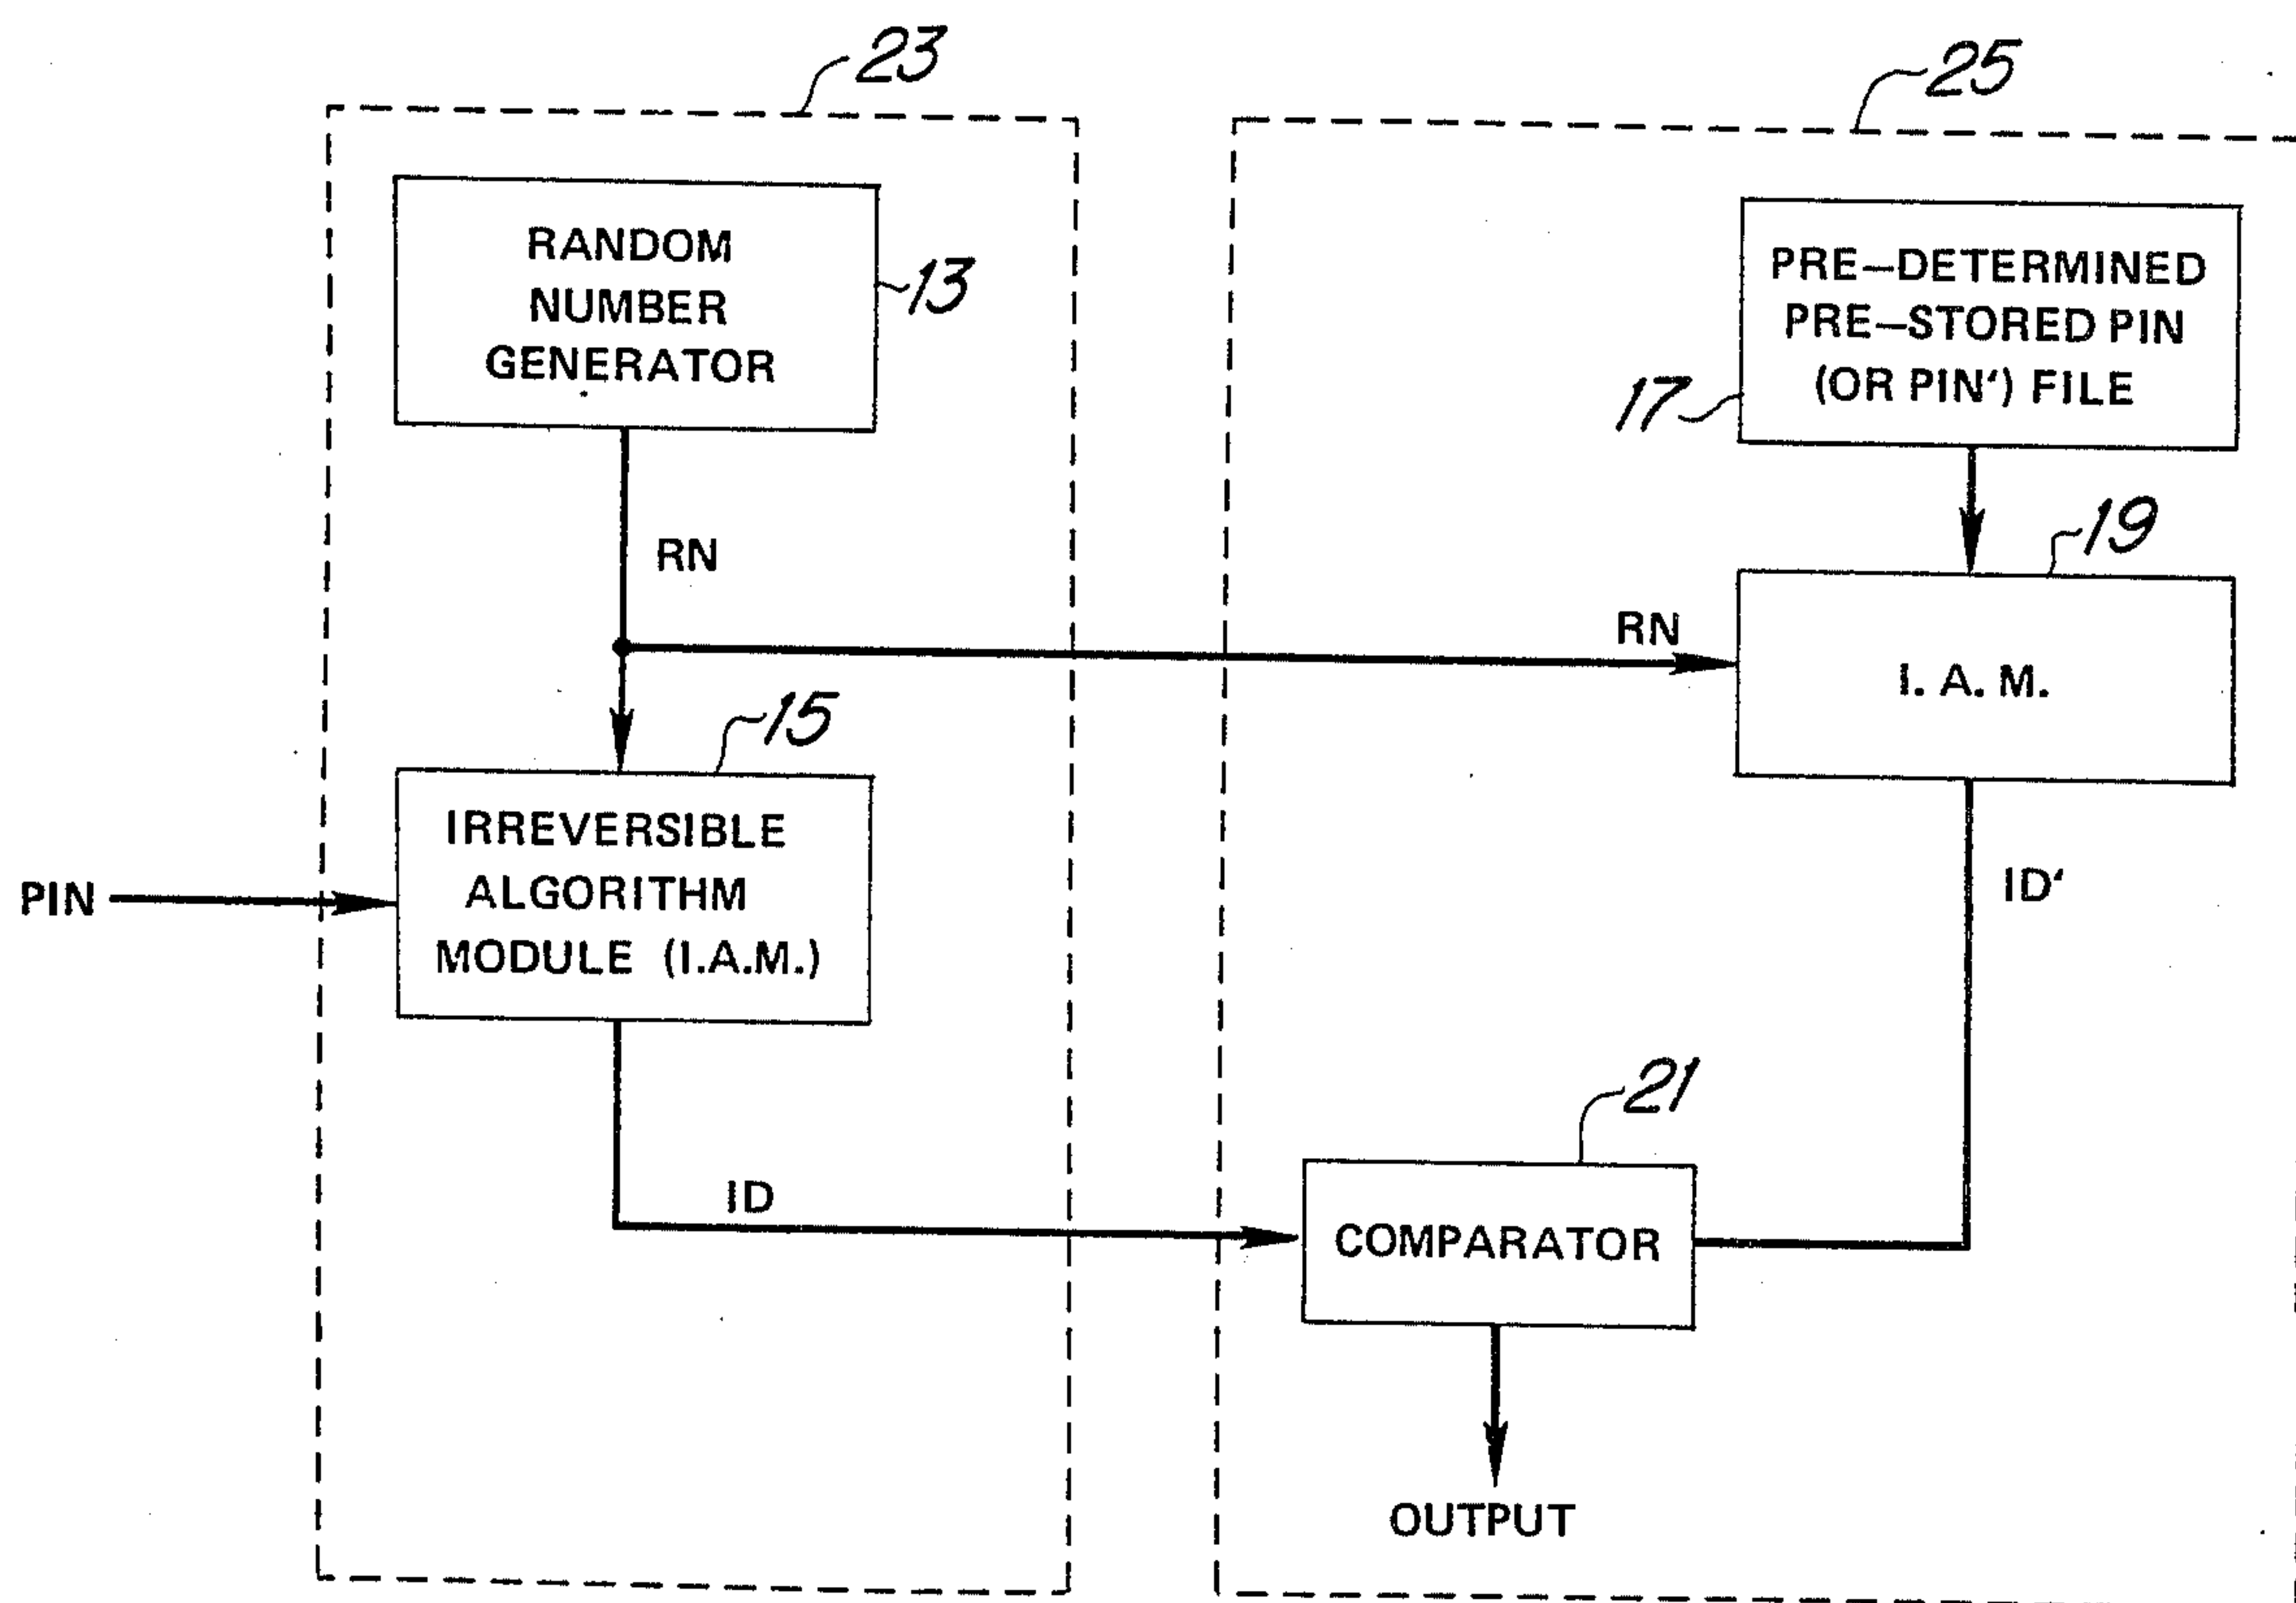 23
25
RANDOM
NUMBER
GENERATOR
13
PRE–DETERMINED
PRE–STORED PIN
(OR PIN') FILE
17
RN
19
RN
I. A. M.
15
IRREVERSIBLE
ALGORITHM
MODULE (I.A.M.)
PIN
ID'
21
ID
COMPARATOR
OUTPUT